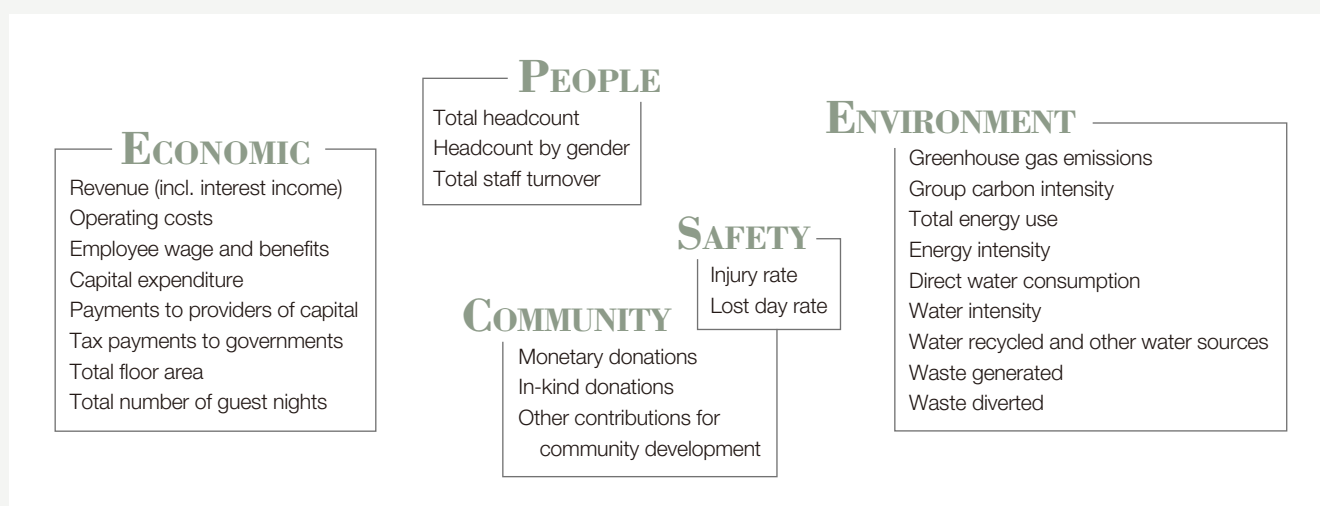 ECONOMIC
Revenue (incl. interest income)
Operating costs
Employee wage and benefits
Capital expenditure
Payments to providers of capital
Tax payments to governments
Total floor area
Total number of guest nights
PEOPLE
Total headcount
Headcount by gender
Total staff turnover
SAFETY
Injury rate
Lost day rate
COMMUNITY
Monetary donations
In-kind donations
Other contributions for
community development
ENVIRONMENT
Greenhouse gas emissions
Group carbon intensity
Total energy use
Energy intensity
Direct water consumption
Water intensity
Water recycled and other water sources
Waste generated
Waste diverted